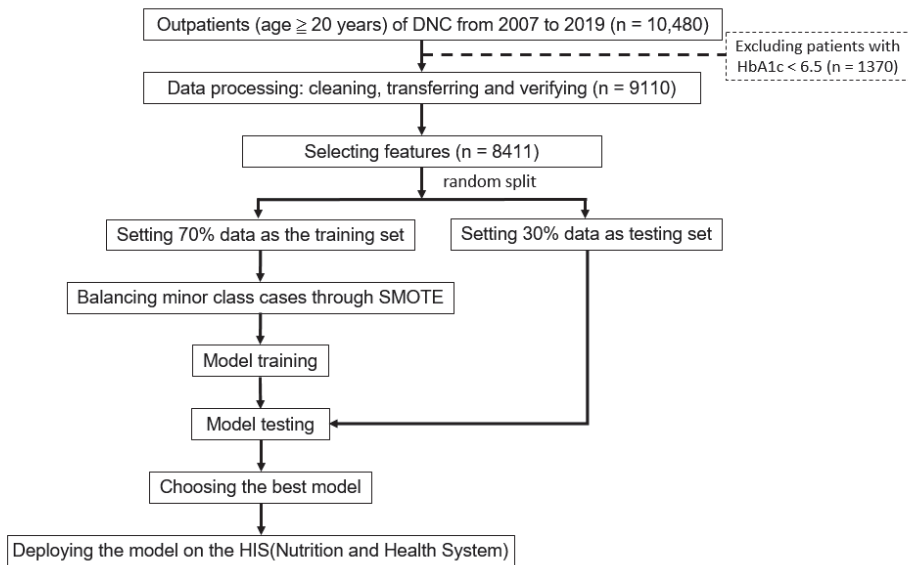 Outpatients (age ≧ 20 years) of DNC from 2007 to 2019 (n = 10,480)
Excluding patients with
HbA1c < 6.5 (n = 1370)
Data processing: cleaning, transferring and verifying (n = 9110)
Selecting features (n = 8411)
random split
Setting 70% data as the training set
Setting 30% data as testing set
Balancing minor class cases through SMOTE
Model training
Model testing
Choosing the best model
Deploying the model on the HIS(Nutrition and Health System)